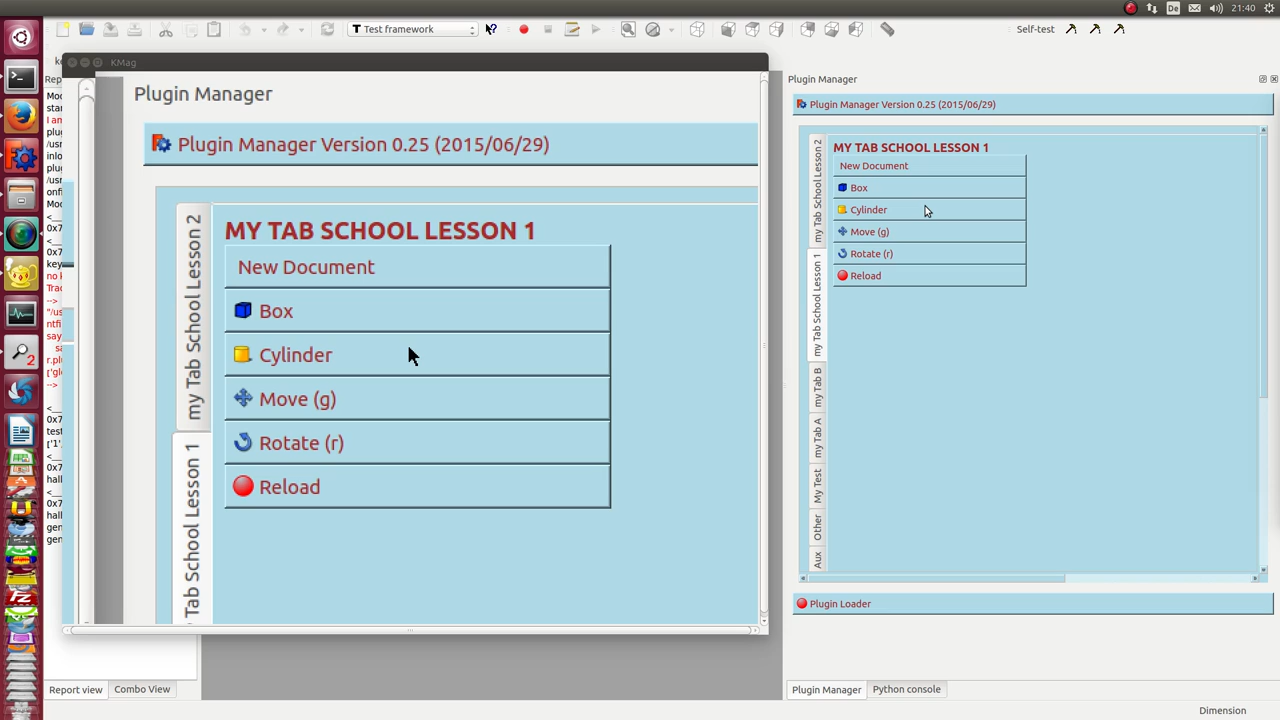 De
21:40
Test framework
Self-test
KMag
Plugin Manager
Plugin Manager Version 0.25 (2015/06/29)
my Tab School Lesson 2
Tab School Lesson 1
MY TAB SCHOOL LESSON 1
New Document
Box
Cylinder
Move (g)
Rotate (r)
Reload
Plugin Manager
Plugin Manager Version 0.25 (2015/06/29)
my Tab School Lesson 2
my Tab School Lesson 1
my Tab B
my Tab A
My Test
Other
Aux
MY TAB SCHOOL LESSON 1
New Document
Box
Cylinder
Move (g)
Rotate (r)
Reload
Plugin Loader
Report view
Combo View
Plugin Manager
Python console
Dimension